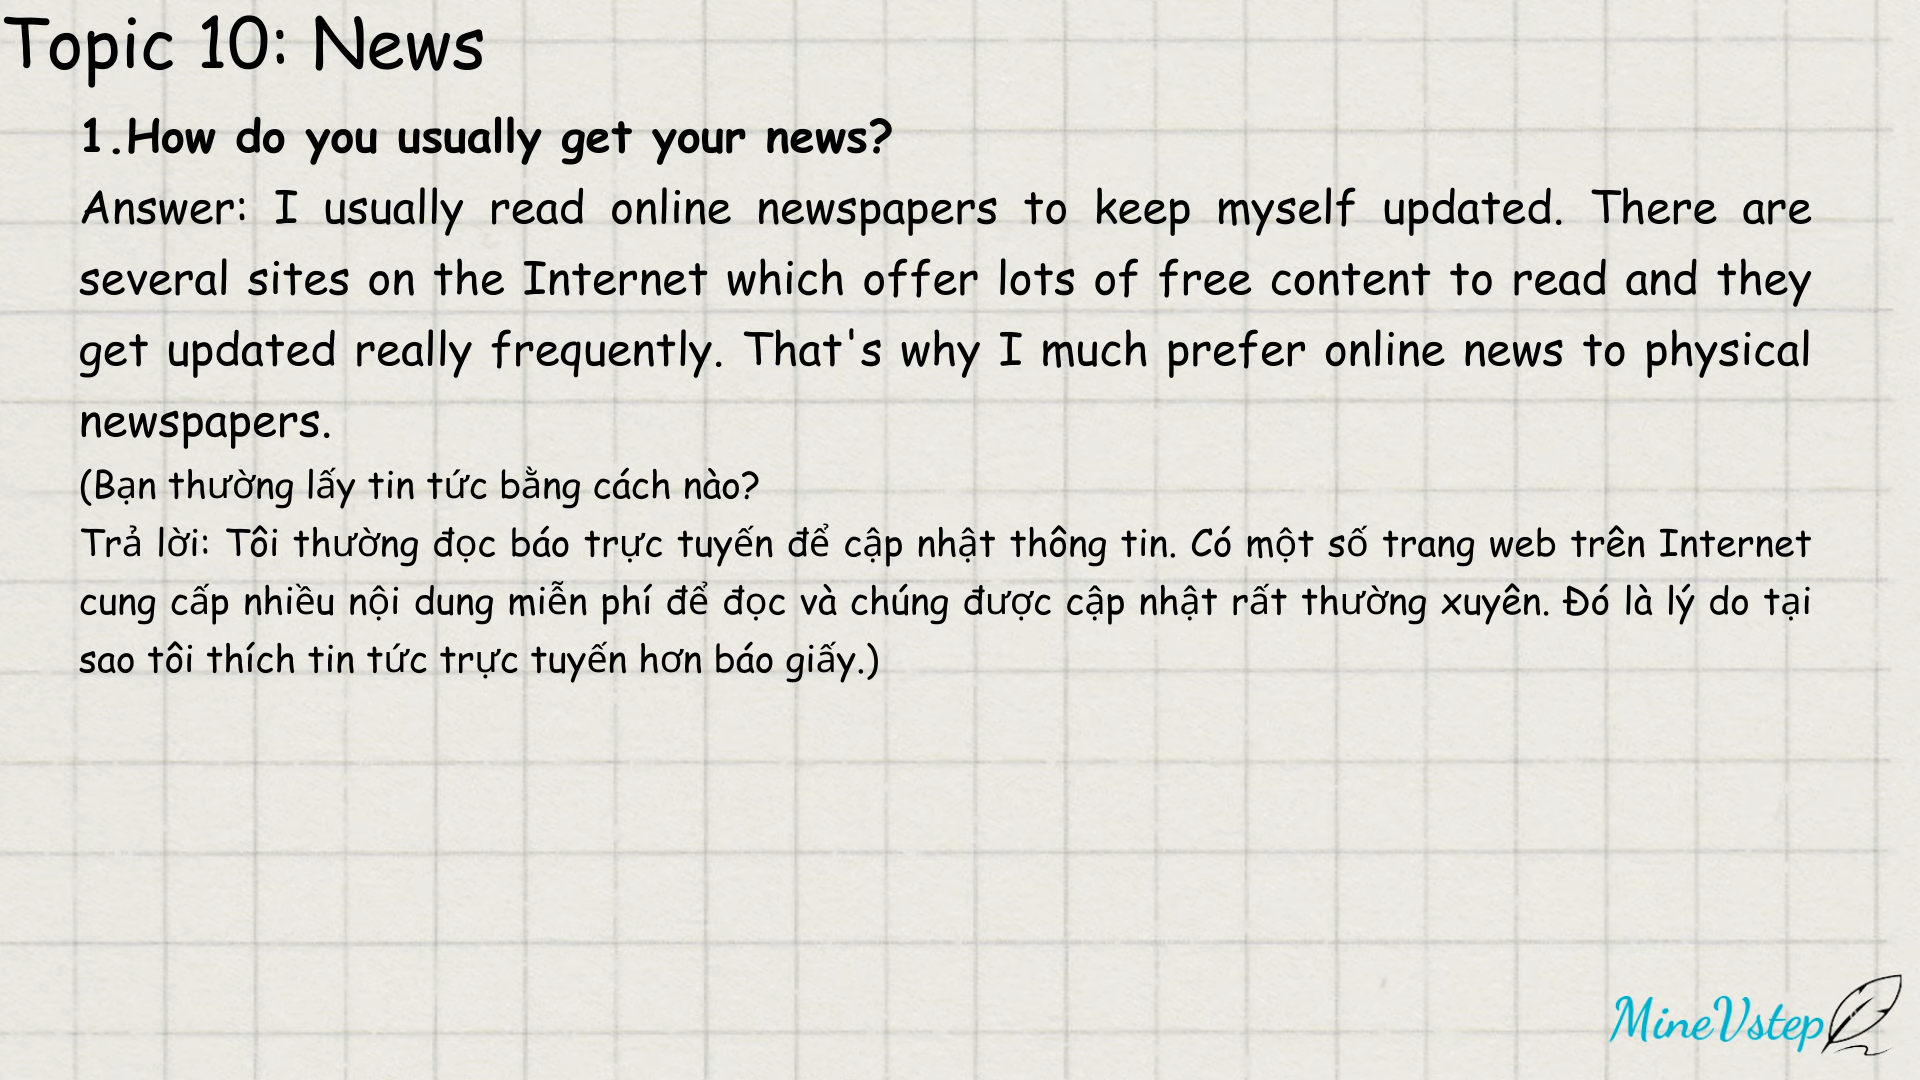 Topic 10: News
1.How do you usually get your news?
Answer: I usually read online newspapers to keep myself updated. There are
several sites on the Internet which offer lots of free content to read and they
get updated really frequently. That's why I much prefer online news to physical
newspapers.
(Bạn thường lấy tin tức bằng cách nào?
Trả lời: Tôi thường đọc báo trực tuyến để cập nhật thông tin. Có một số trang web trên Internet
cung cấp nhiều nội dung miễn phí để đọc và chúng được cập nhật rất thường xuyên. Đó là lý do tại
sao tôi thích tin tức trực tuyến hơn báo giấy.)
MineVstep